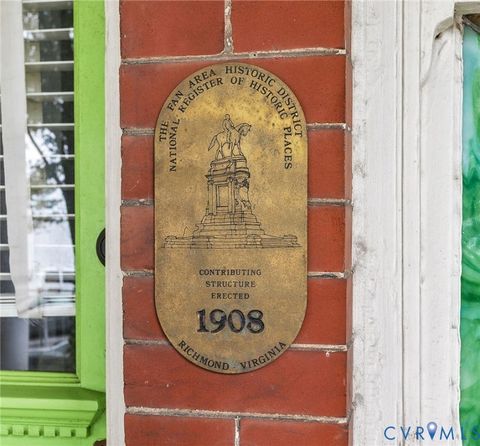 THE FAN AREA HISTORIC DISTRICT
NATIONAL REGISTER OF HISTORIC PLACES
CONTRIBUTING
STRUCTURE
ERECTED
1908
RICHMOND VIRGINIA
CVRMLS